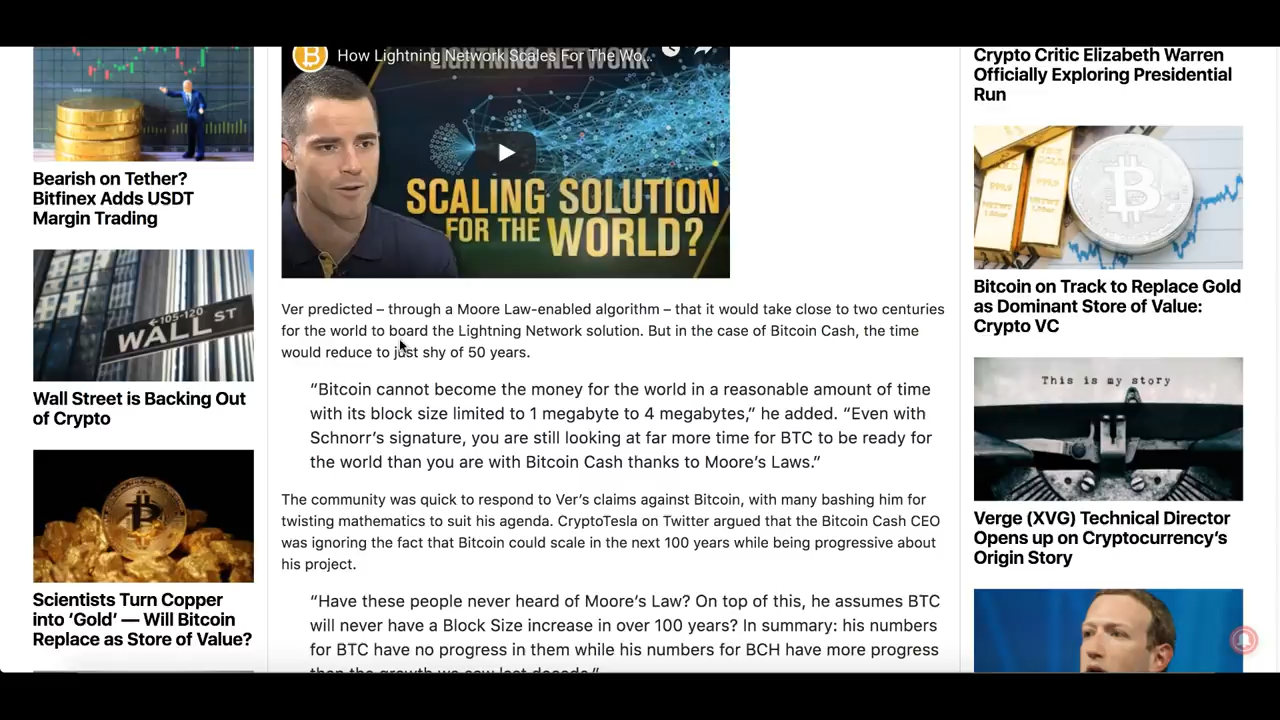 Bearish on Tether?
Bitfinex Adds USDT
Margin Trading
105-120
WALL ST
Wall Street is Backing Out
of Crypto
Scientists Turn Copper
into ‘Gold’ — Will Bitcoin
Replace as Store of Value?
How Lightning Network Scales For The Wo...
LIGHTNING NETWORK
SCALING SOLUTION
FOR THE WORLD?
Ver predicted – through a Moore Law-enabled algorithm – that it would take close to two centuries
for the world to board the Lightning Network solution. But in the case of Bitcoin Cash, the time
would reduce to just shy of 50 years.
“Bitcoin cannot become the money for the world in a reasonable amount of time
with its block size limited to 1 megabyte to 4 megabytes,” he added. “Even with
Schnorr’s signature, you are still looking at far more time for BTC to be ready for
the world than you are with Bitcoin Cash thanks to Moore’s Laws.”
The community was quick to respond to Ver’s claims against Bitcoin, with many bashing him for
twisting mathematics to suit his agenda. CryptoTesla on Twitter argued that the Bitcoin Cash CEO
was ignoring the fact that Bitcoin could scale in the next 100 years while being progressive about
his project.
“Have these people never heard of Moore’s Law? On top of this, he assumes BTC
will never have a Block Size increase in over 100 years? In summary: his numbers
for BTC have no progress in them while his numbers for BCH have more progress
than the growth we saw last decade.”
Crypto Critic Elizabeth Warren
Officially Exploring Presidential
Run
Bitcoin on Track to Replace Gold
as Dominant Store of Value:
Crypto VC
This is my story
Verge (XVG) Technical Director
Opens up on Cryptocurrency’s
Origin Story